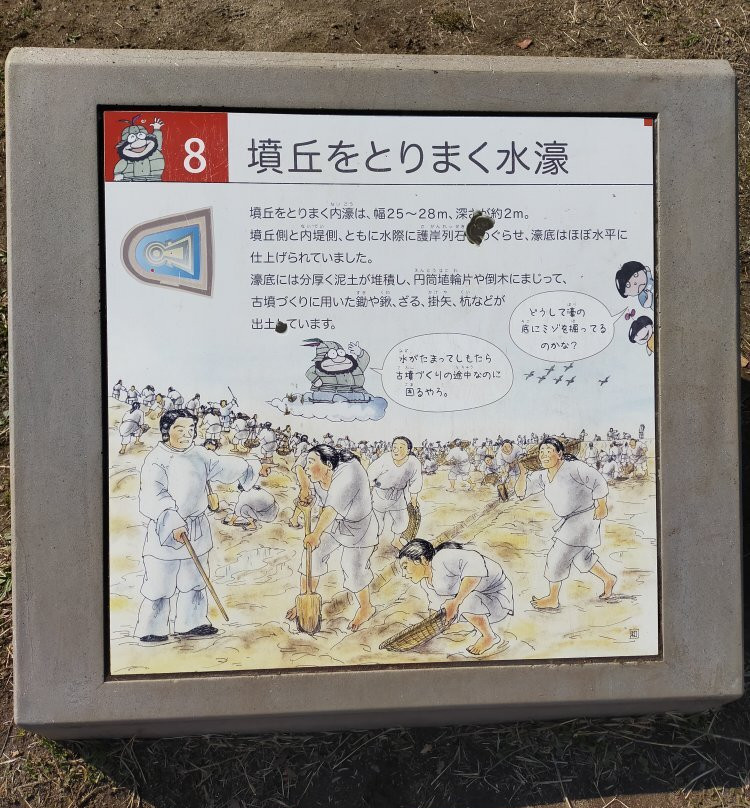 8
墳丘をとりまく水濠
墳丘をとりまく内濠は、幅25～28m、深さが約2m。
墳丘側と内堤側、ともに水際に護岸列石をめぐらせ、濠底はほぼ水平に
仕上げられていました。
濠底には分厚く泥土が堆積し、円筒埴輪片や倒木にまじって、
古墳づくりに用いた鋤や鍬、ざる、掛矢、杭などが
出土しています。
どうして濠の
底にミゾを掘ってる
のかな？
水がたまってしもたら
古墳づくりの途中なのに
困るやろ。